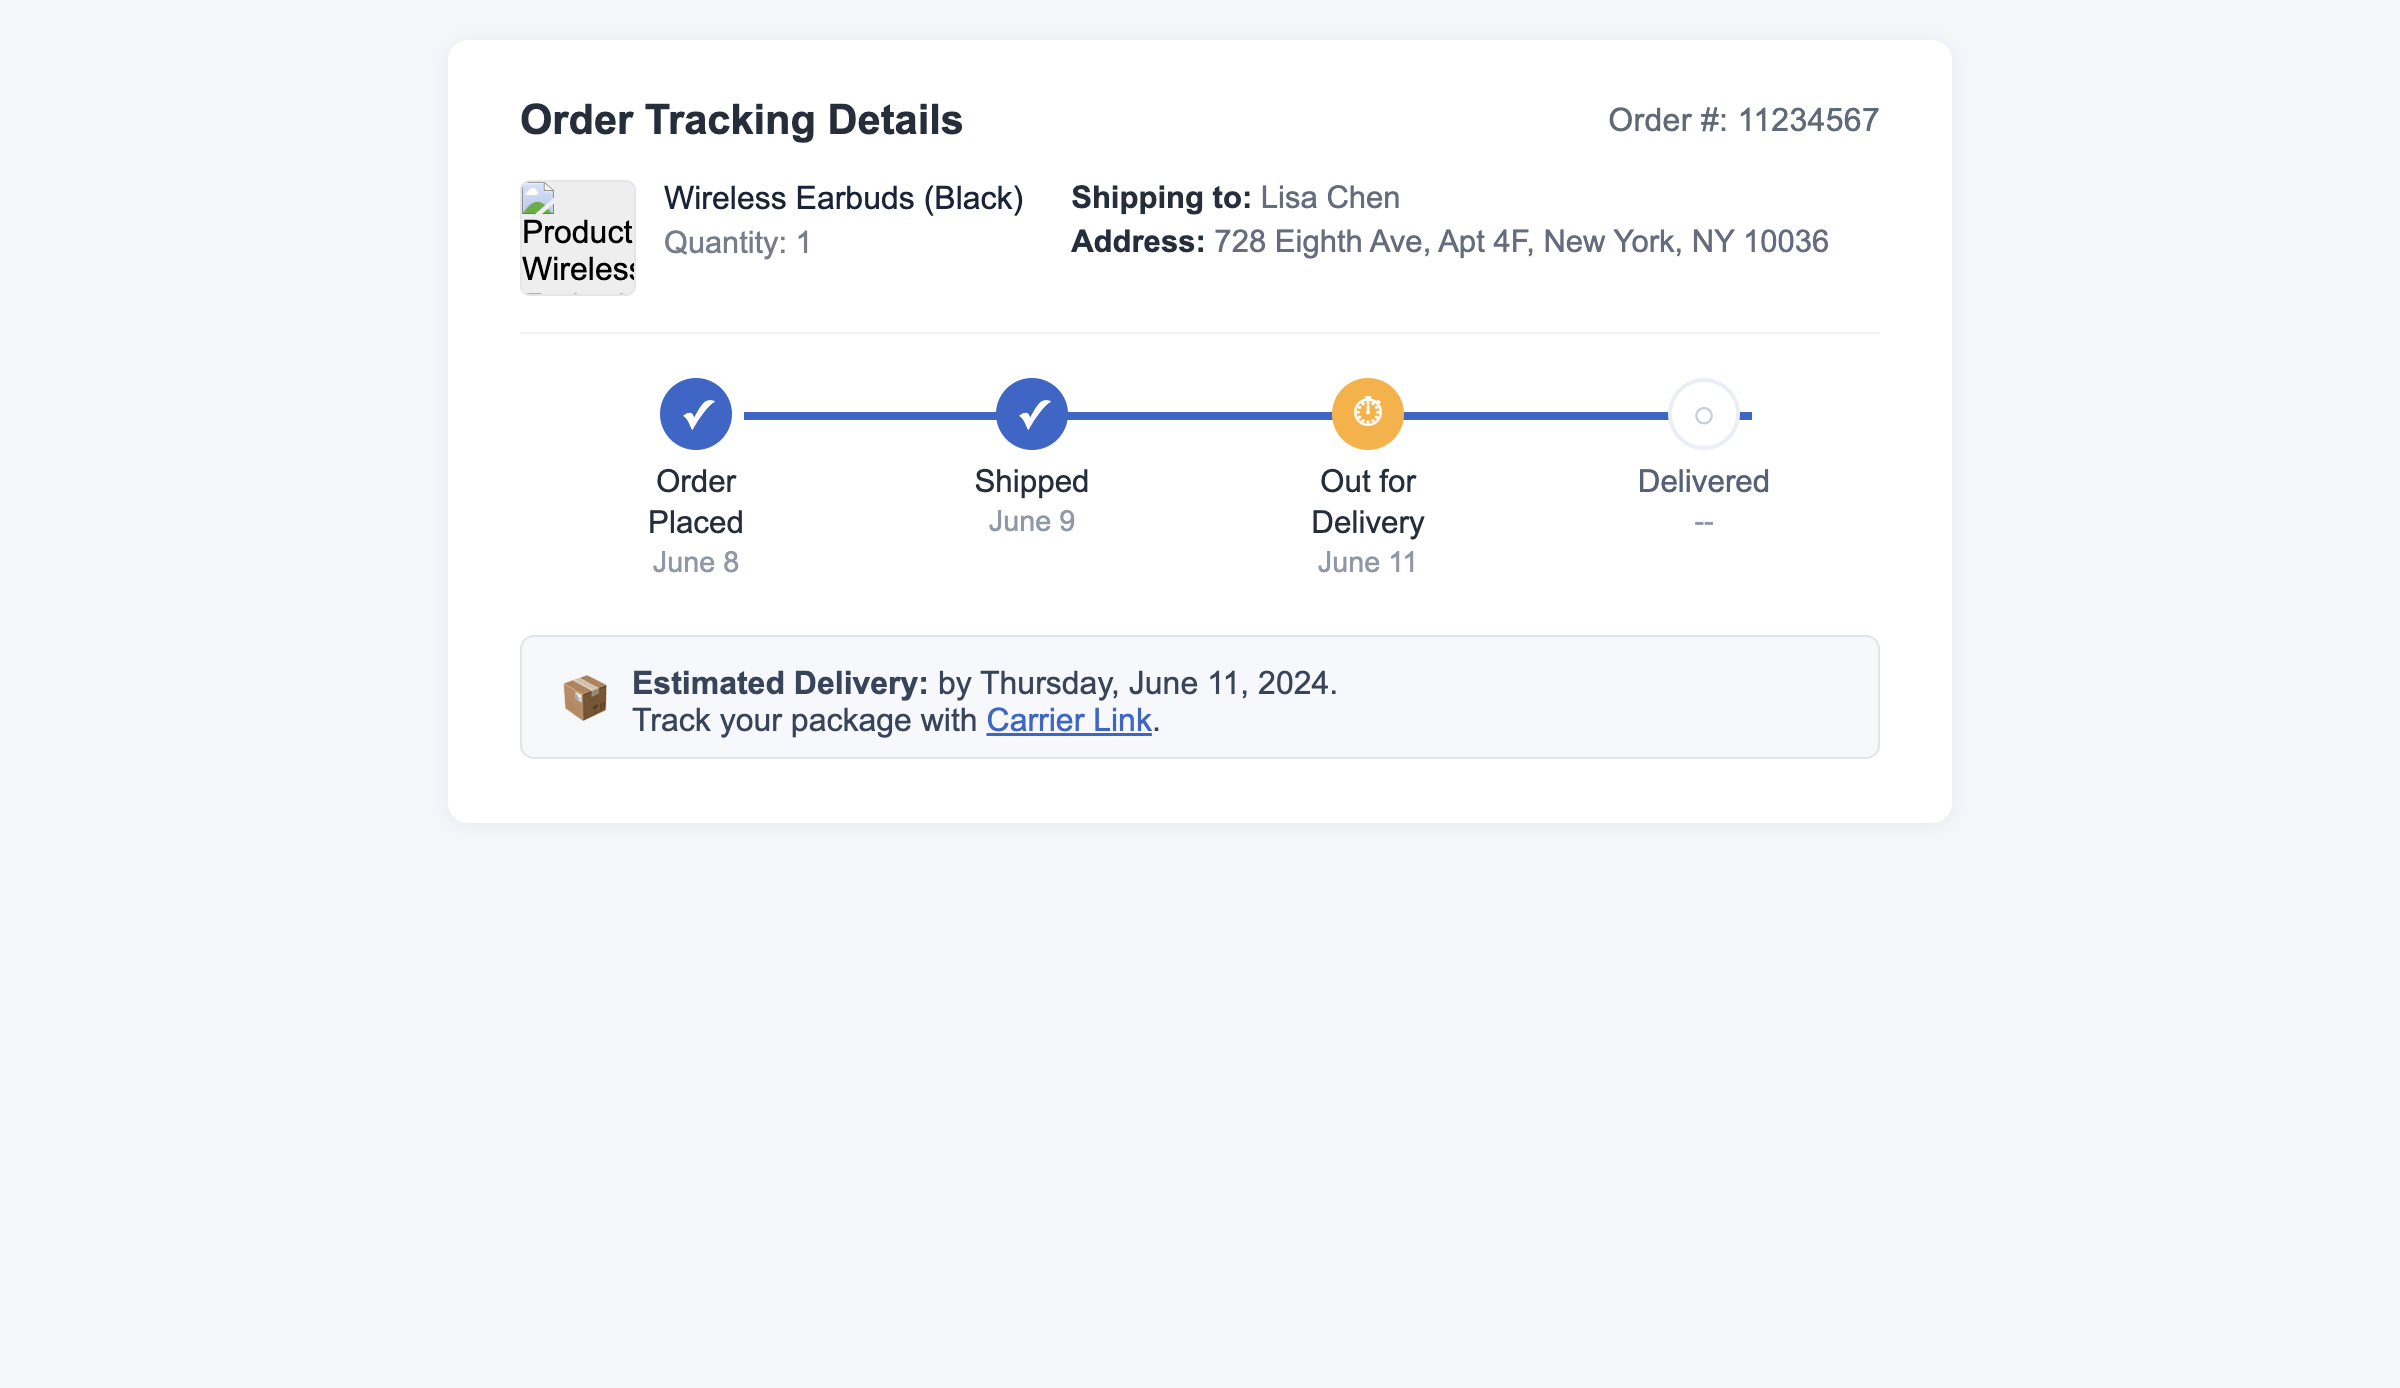 Order Tracking Details
Order #: 11234567
Product
Wireless
Wireless Earbuds (Black)
Quantity: 1
Shipping to: Lisa Chen
Address: 728 Eighth Ave, Apt 4F, New York, NY 10036
Order
Placed
June 8
Shipped
June 9
Out for
Delivery
June 11
Delivered
--
Estimated Delivery: by Thursday, June 11, 2024.
Track your package with Carrier Link.